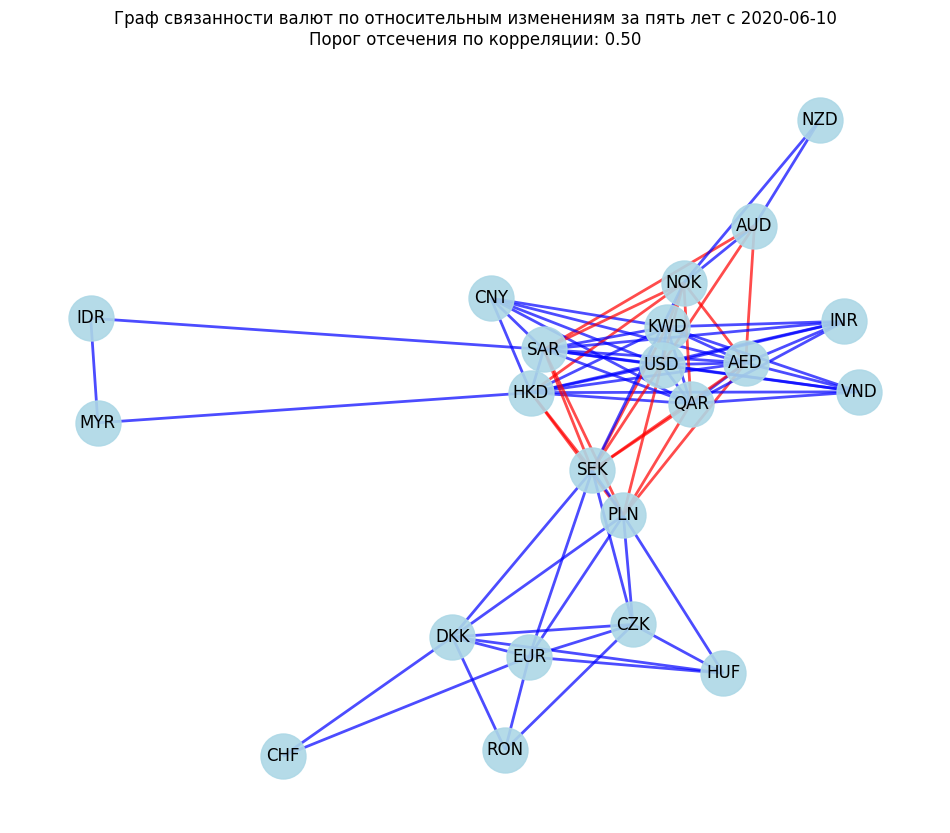 Граф связанности валют по относительным изменениям за пять лет с 2020-06-10
Порог отсечения по корреляции: 0.50
NZD
AUD
NOK
CNY
IDR
KWD
INR
SAR
USD
AED
HKD
VND
QAR
MYR
SEK
PLN
CZK
DKK
EUR
HUF
RON
CHF